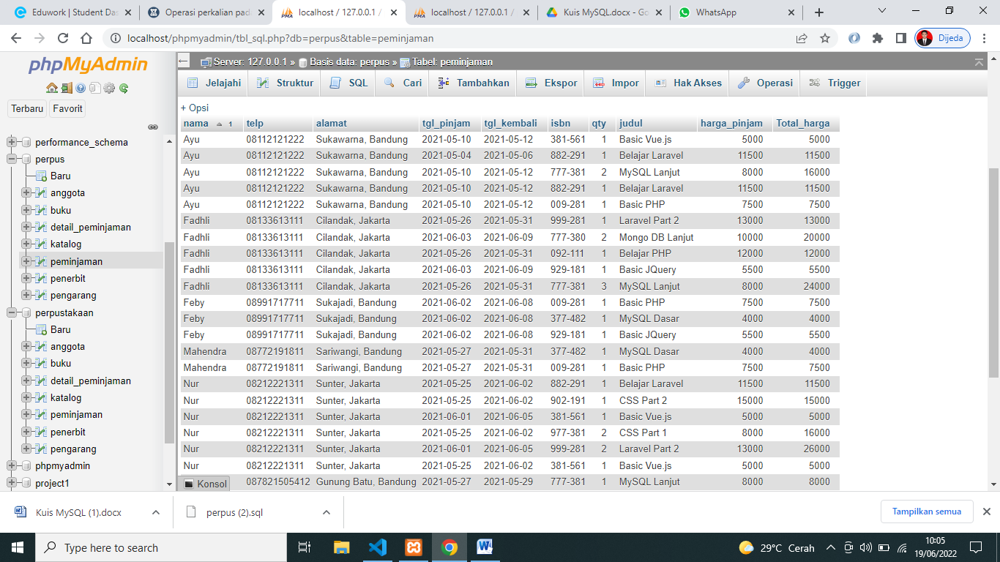 Eduwork | Student Das
Operasi perkalian pad
localhost / 127.0.0.1 /
localhost / 127.0.0.1 /
Kuis MySQL.docx - Go
WhatsApp
localhost/phpmyadmin/tbl_sql.php?db=perpus&table=peminjaman
Dijeda
phpMyAdmin
Terbaru Favorit
performance_schema
perpus
Baru
anggota
buku
detail_peminjaman
katalog
peminjaman
penerbit
pengarang
perpustakaan
Baru
anggota
buku
detail_peminjaman
katalog
peminjaman
penerbit
pengarang
phpmyadmin
project1
Server: 127.0.0.1 » Basis data: perpus » Tabel: peminjaman
Jelajahi Struktur SQL Cari Tambahkan Ekspor Impor Hak Akses Operasi Trigger
+ Opsi
nama 1 telp alamat tgl_pinjam tgl_kembali isbn qty judul harga_pinjam Total_harga
Ayu 08112121222 Sukawarna, Bandung 2021-05-10 2021-05-12 381-561 1 Basic Vue.js 5000 5000
Ayu 08112121222 Sukawarna, Bandung 2021-05-04 2021-05-06 882-291 1 Belajar Laravel 11500 11500
Ayu 08112121222 Sukawarna, Bandung 2021-05-10 2021-05-12 777-381 2 MySQL Lanjut 8000 16000
Ayu 08112121222 Sukawarna, Bandung 2021-05-10 2021-05-12 882-291 1 Belajar Laravel 11500 11500
Ayu 08112121222 Sukawarna, Bandung 2021-05-10 2021-05-12 009-281 1 Basic PHP 7500 7500
Fadhli 08133613111 Cilandak, Jakarta 2021-05-26 2021-05-31 999-281 1 Laravel Part 2 13000 13000
Fadhli 08133613111 Cilandak, Jakarta 2021-06-03 2021-06-09 777-380 2 Mongo DB Lanjut 10000 20000
Fadhli 08133613111 Cilandak, Jakarta 2021-05-26 2021-05-31 092-111 1 Belajar PHP 12000 12000
Fadhli 08133613111 Cilandak, Jakarta 2021-06-03 2021-06-09 929-181 1 Basic JQuery 5500 5500
Fadhli 08133613111 Cilandak, Jakarta 2021-05-26 2021-05-31 777-381 3 MySQL Lanjut 8000 24000
Feby 08991717711 Sukajadi, Bandung 2021-06-02 2021-06-08 009-281 1 Basic PHP 7500 7500
Feby 08991717711 Sukajadi, Bandung 2021-06-02 2021-06-08 377-482 1 MySQL Dasar 4000 4000
Feby 08991717711 Sukajadi, Bandung 2021-06-02 2021-06-08 929-181 1 Basic JQuery 5500 5500
Mahendra 08772191811 Sariwangi, Bandung 2021-05-27 2021-05-31 377-482 1 MySQL Dasar 4000 4000
Mahendra 08772191811 Sariwangi, Bandung 2021-05-27 2021-05-31 009-281 1 Basic PHP 7500 7500
Nur 08212221311 Sunter, Jakarta 2021-05-25 2021-06-02 882-291 1 Belajar Laravel 11500 11500
Nur 08212221311 Sunter, Jakarta 2021-05-25 2021-06-02 902-191 1 CSS Part 2 15000 15000
Nur 08212221311 Sunter, Jakarta 2021-06-01 2021-06-05 381-561 1 Basic Vue.js 5000 5000
Nur 08212221311 Sunter, Jakarta 2021-05-25 2021-06-02 977-381 2 CSS Part 1 8000 16000
Nur 08212221311 Sunter, Jakarta 2021-06-01 2021-06-05 999-281 2 Laravel Part 2 13000 26000
Nur 08212221311 Sunter, Jakarta 2021-05-25 2021-06-02 381-561 1 Basic Vue.js 5000 5000
Konsol 087821505412 Gunung Batu, Bandung 2021-05-27 2021-05-29 777-381 1 MySQL Lanjut 8000 8000
Kuis MySQL (1).docx
perpus (2).sql
Tampilkan semua
Type here to search
29°C Cerah
10:05
19/06/2022